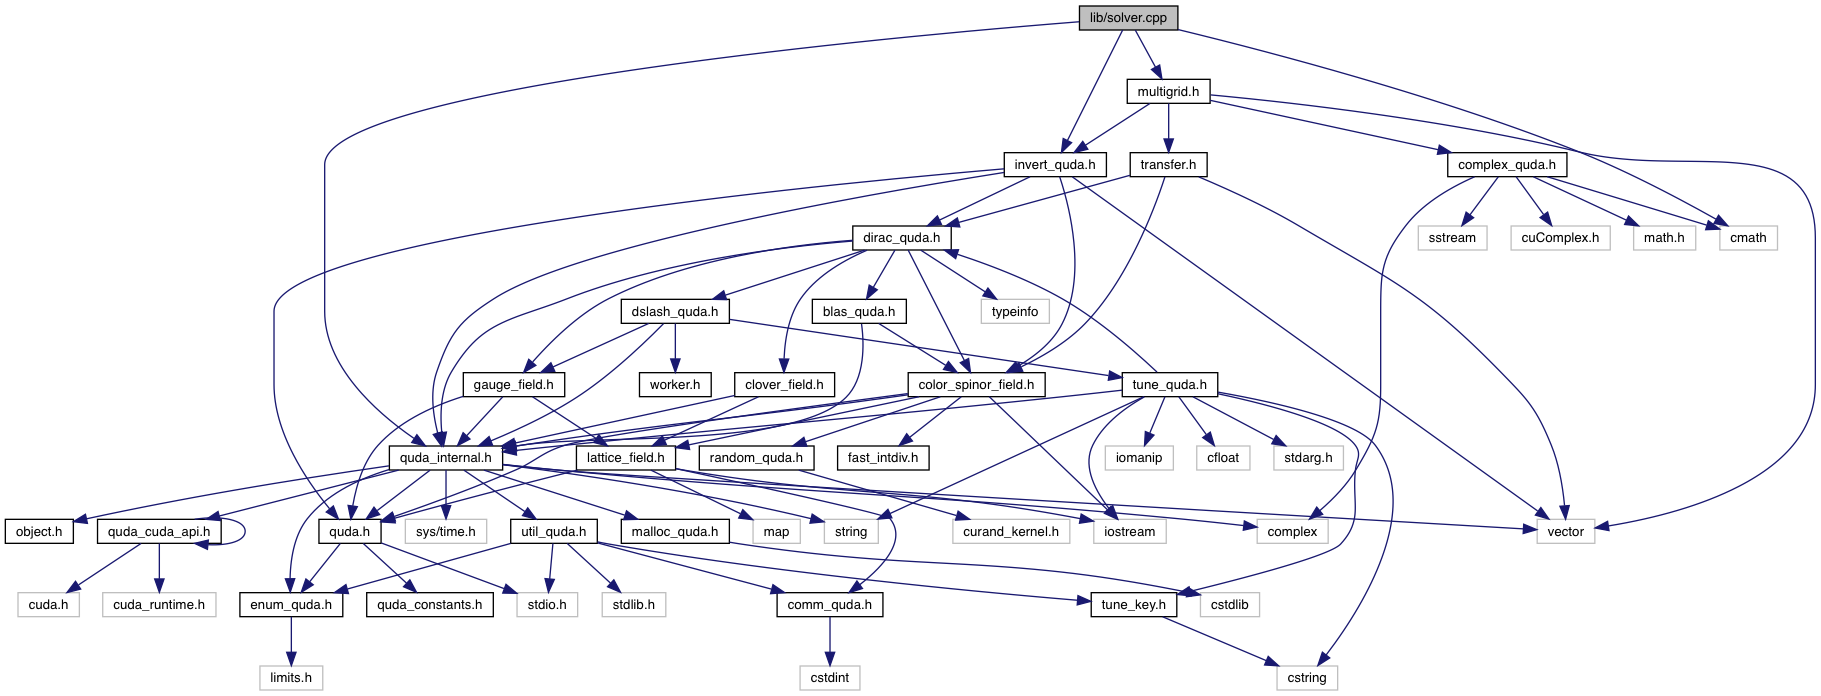 lib/solver.cpp
multigrid.h
invert_quda.h
transfer.h
complex_quda.h
dirac_quda.h
sstream
cuComplex.h
math.h
cmath
dslash_quda.h
blas_quda.h
typeinfo
gauge_field.h
worker.h
clover_field.h
color_spinor_field.h
tune_quda.h
quda_internal.h
lattice_field.h
random_quda.h
fast_intdiv.h
iomanip
cfloat
stdarg.h
object.h
quda_cuda_api.h
quda.h
sys/time.h
util_quda.h
malloc_quda.h
map
string
curand_kernel.h
iostream
complex
vector
cuda.h
cuda_runtime.h
enum_quda.h
quda_constants.h
stdio.h
stdlib.h
comm_quda.h
tune_key.h
cstdlib
limits.h
cstdint
cstring